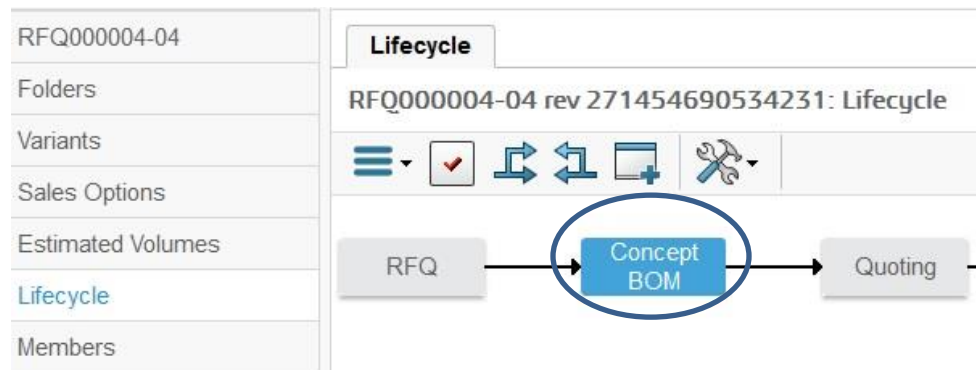 RFQ000004-04
Folders
Variants
Sales Options
Estimated Volumes
Lifecycle
Members
Lifecycle
RFQ000004-04 rev 271454690534231: Lifecycle
RFQ
Concept
BOM
Quoting